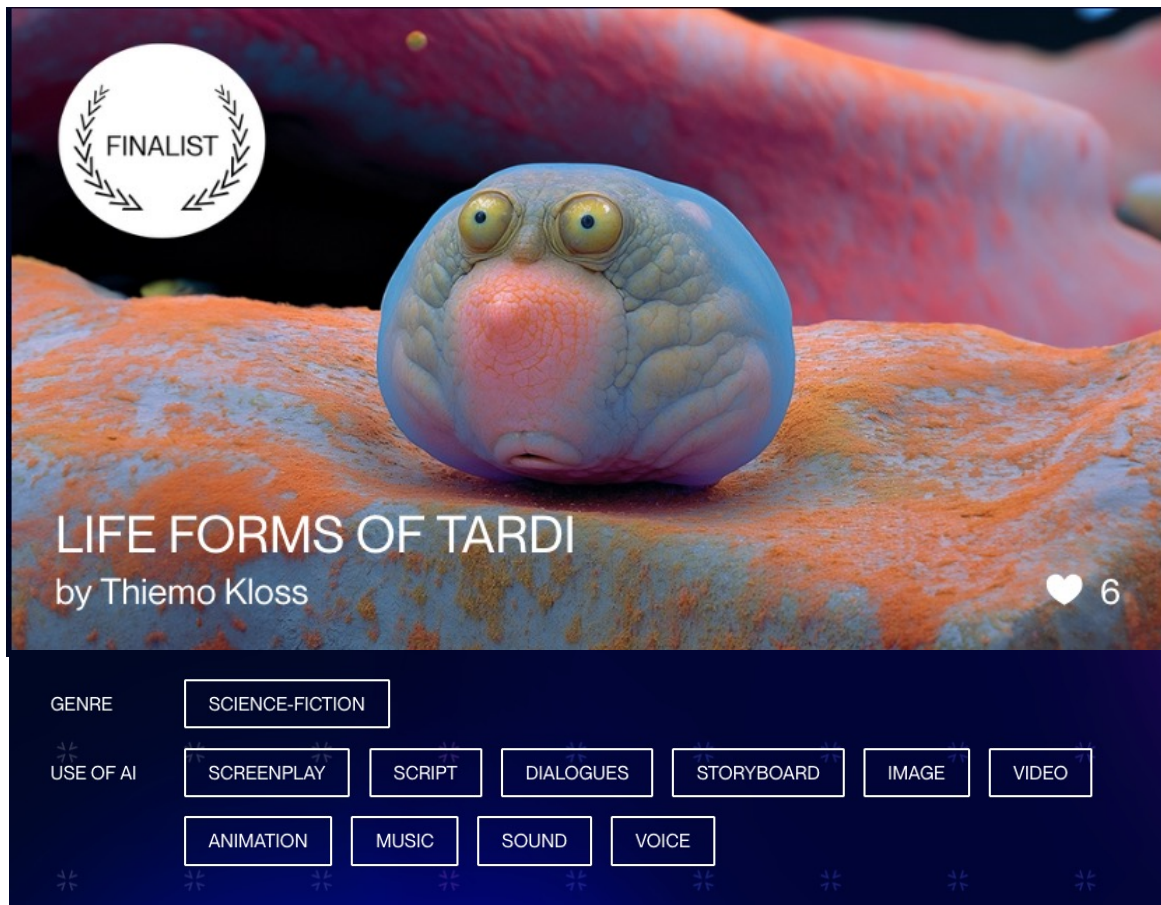 FINALIST
LIFE FORMS OF TARDI
by Thiemo Kloss
6
GENRE
SCIENCE-FICTION
USE OF AI
SCREENPLAY
SCRIPT
DIALOGUES
STORYBOARD
IMAGE
VIDEO
ANIMATION
MUSIC
SOUND
VOICE